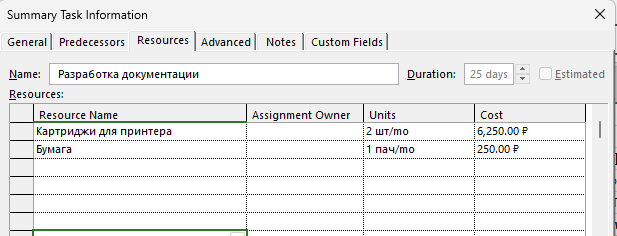 Summary Task Information
General Predecessors Resources Advanced Notes Custom Fields
Name: Разработка документации Duration: 25 days Estimated
Resources:
Resource Name Assignment Owner Units Cost
Картриджи для принтера 2 шт/mo 6,250.00 ₽
Бумага 1 пач/mo 250.00 ₽